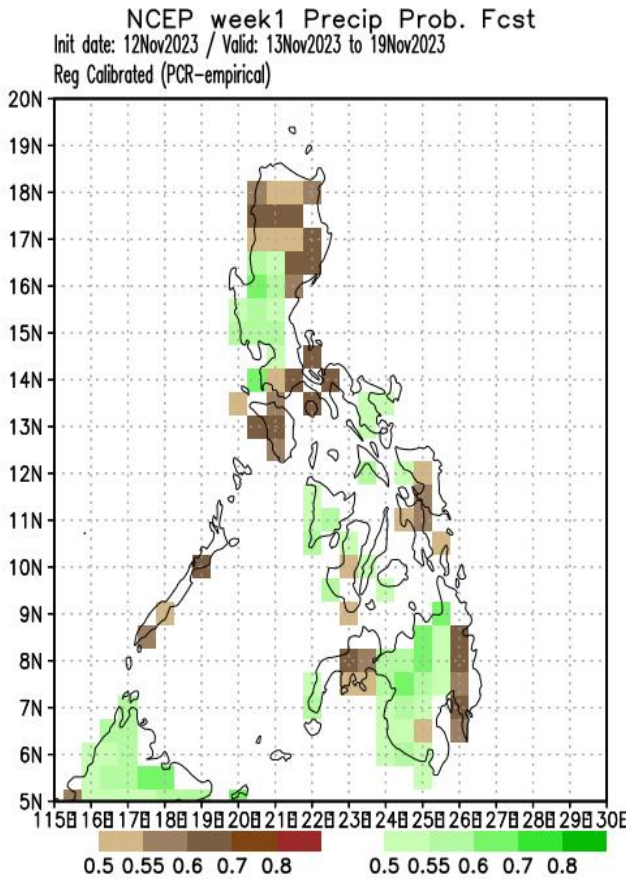 NCEP week1 Precip Prob. Fcst
Init date: 12Nov2023 / Valid: 13Nov2023 to 19Nov2023
Reg Calibrated (PCR-empirical)
20N
19N
18N
17N
16N
15N
14N
13N
12N
11N
10N
9N
8N
7N
6N
5N
115E 116E 117E 118E 119E 120E 121E 122E 123E 124E 125E 126E 127E 128E 129E 130E
0.5 0.55 0.6 0.7 0.8 0.5 0.55 0.6 0.7 0.8